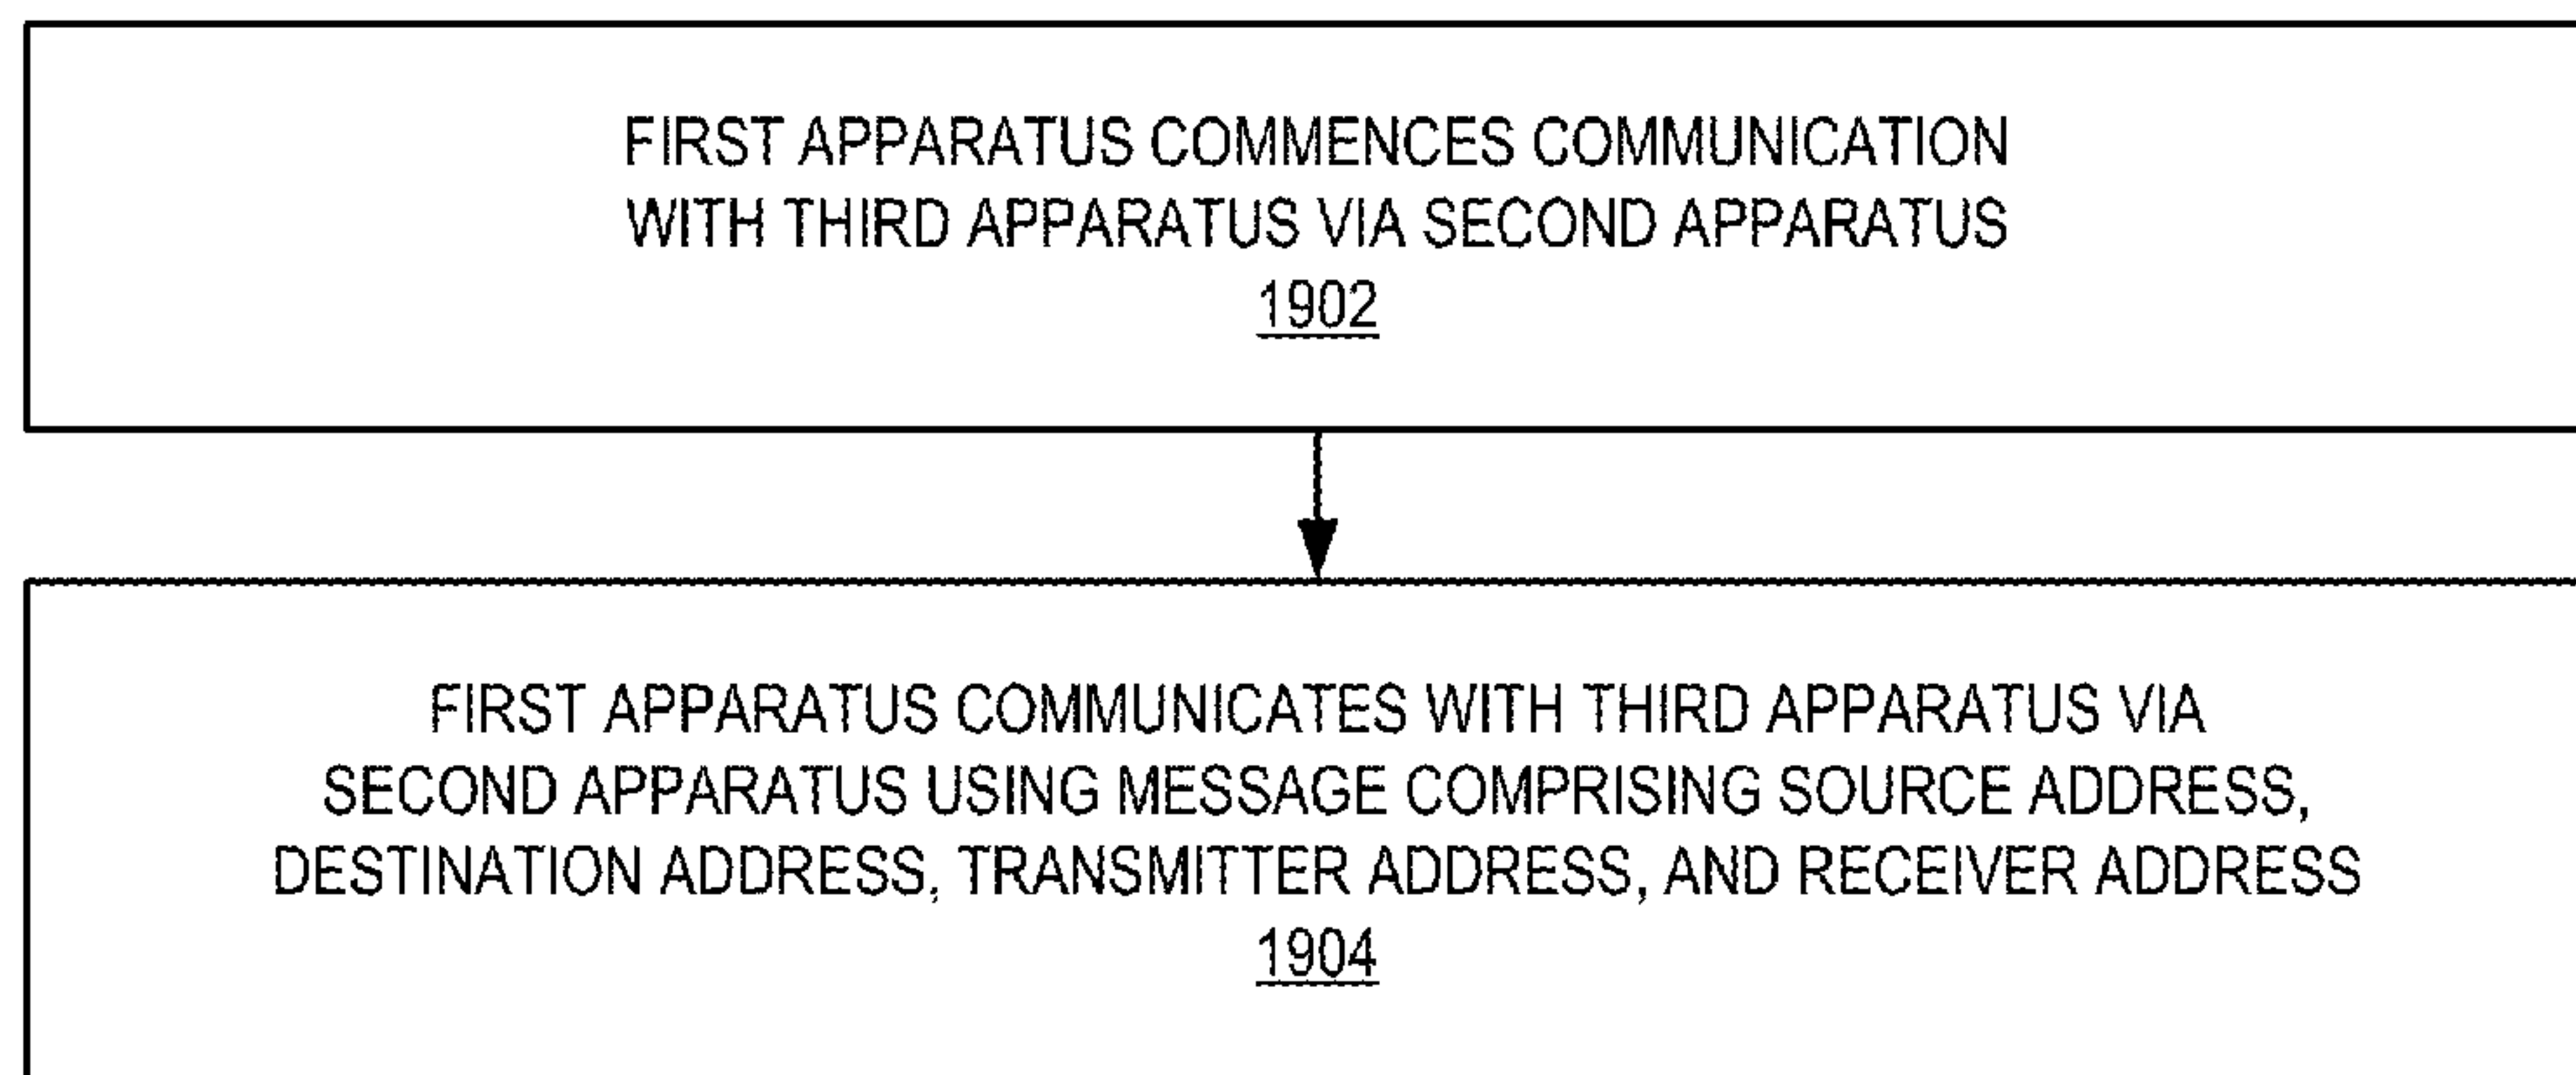 FIRST APPARATUS COMMENCES COMMUNICATION
WITH THIRD APPARATUS VIA SECOND APPARATUS
1902
FIRST APPARATUS COMMUNICATES WITH THIRD APPARATUS VIA
SECOND APPARATUS USING MESSAGE COMPRISING SOURCE ADDRESS,
DESTINATION ADDRESS, TRANSMITTER ADDRESS, AND RECEIVER ADDRESS
1904